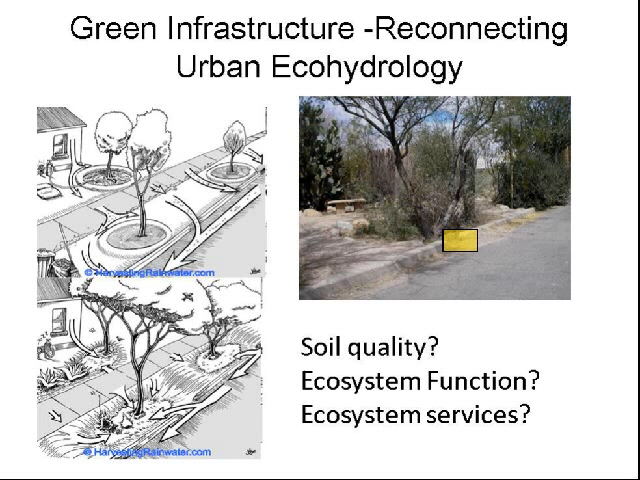 Green Infrastructure -Reconnecting
Urban Ecohydrology
© HarvestingRainwater.com
© HarvestingRainwater.com
Soil quality?
Ecosystem Function?
Ecosystem services?